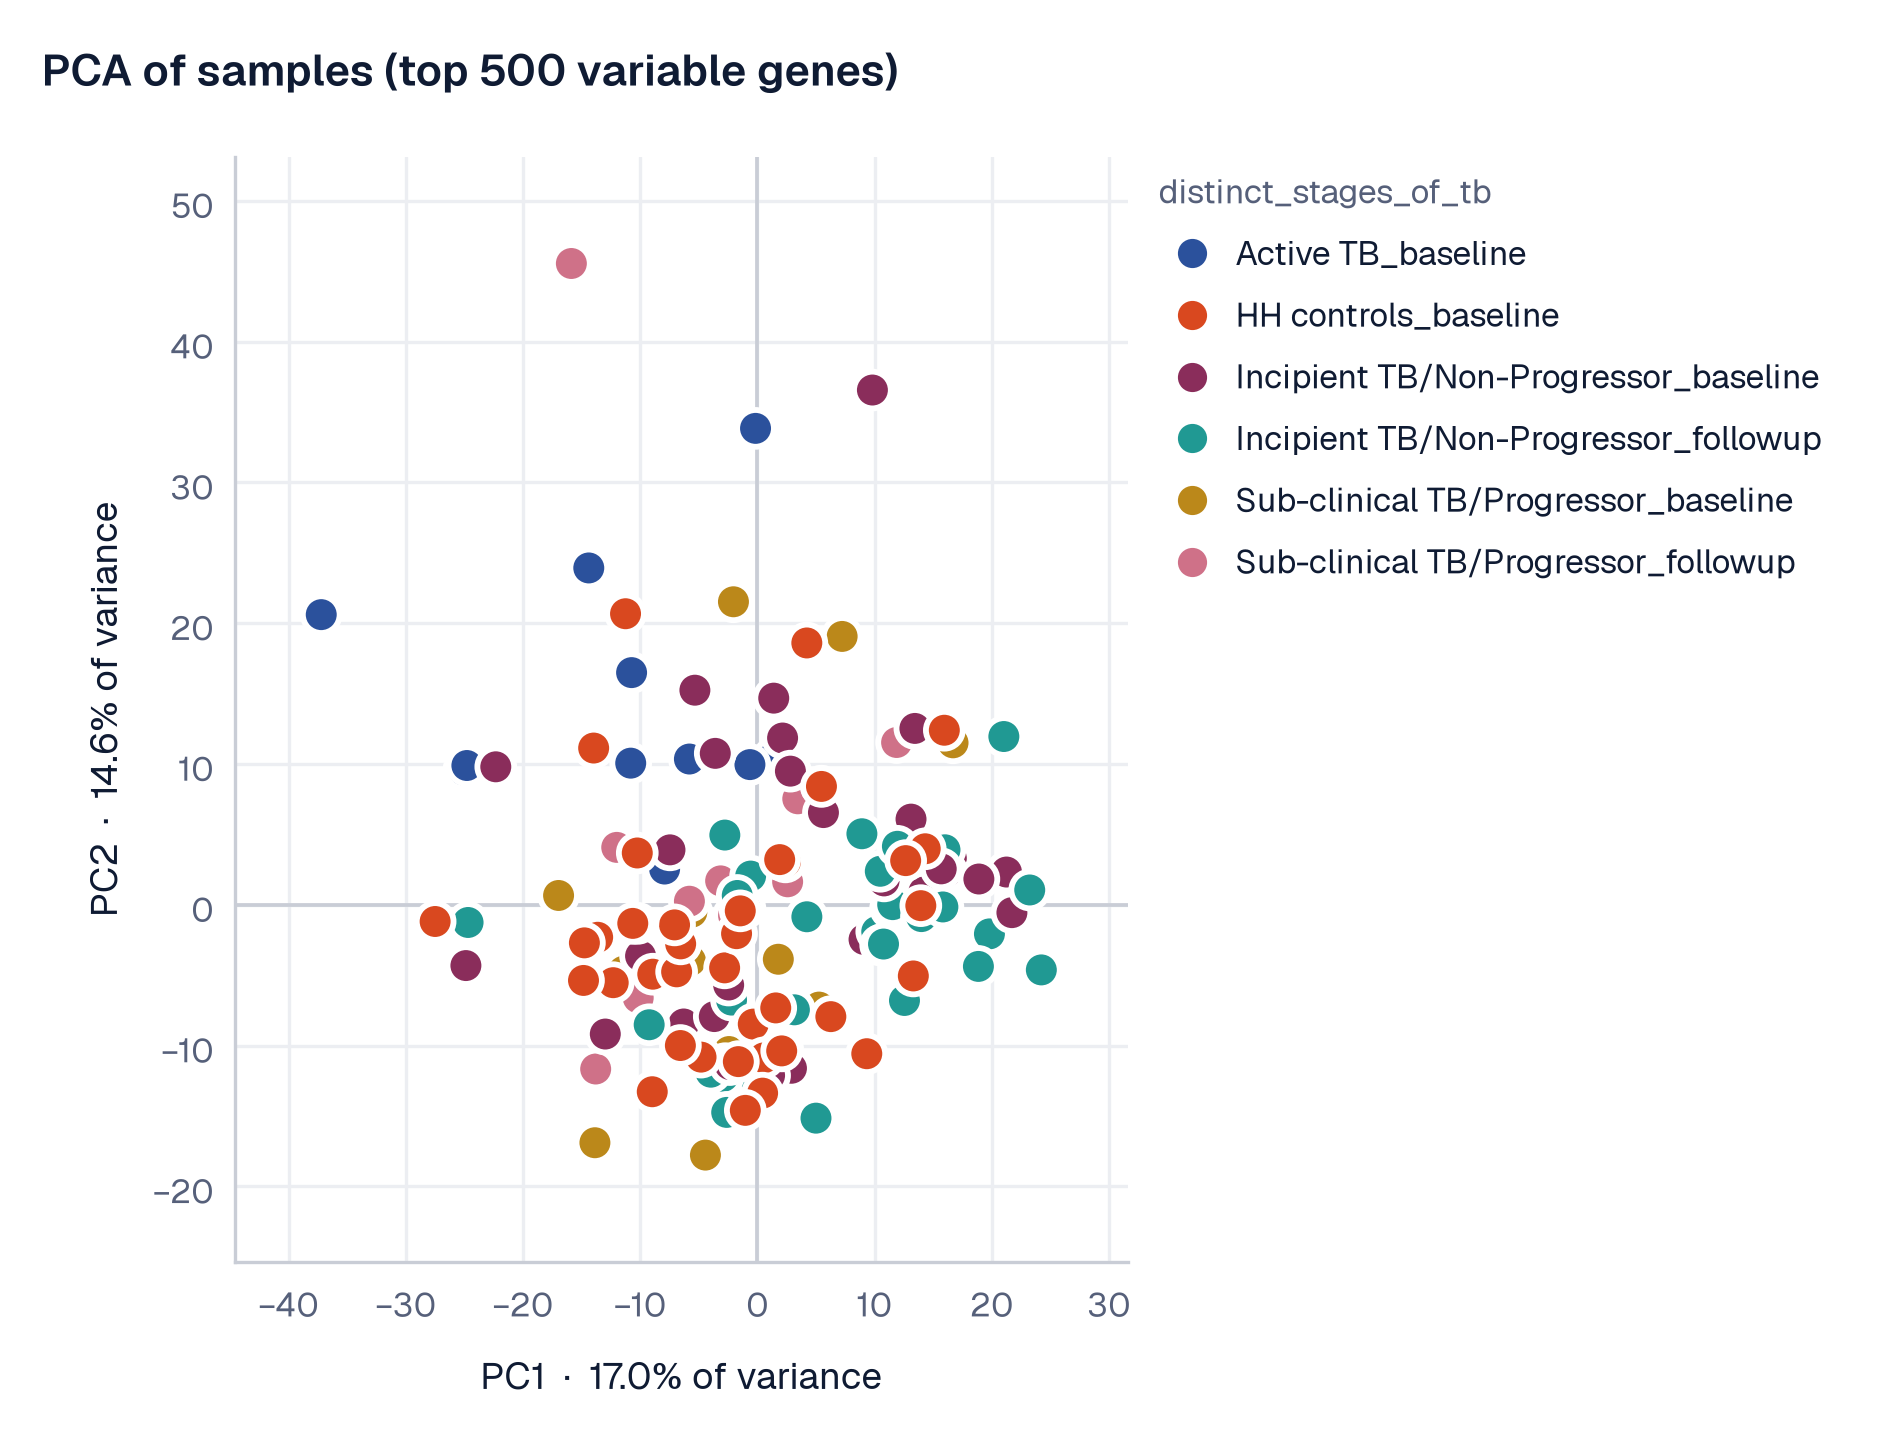 PCA of samples (top 500 variable genes)
distinct_stages_of_tb
Active TB_baseline
HH controls_baseline
Incipient TB/Non-Progressor_baseline
Incipient TB/Non-Progressor_followup
Sub-clinical TB/Progressor_baseline
Sub-clinical TB/Progressor_followup
PC2 · 14.6% of variance
50
40
30
20
10
0
−10
−20
−40 −30 −20 −10 0 10 20 30
PC1 · 17.0% of variance